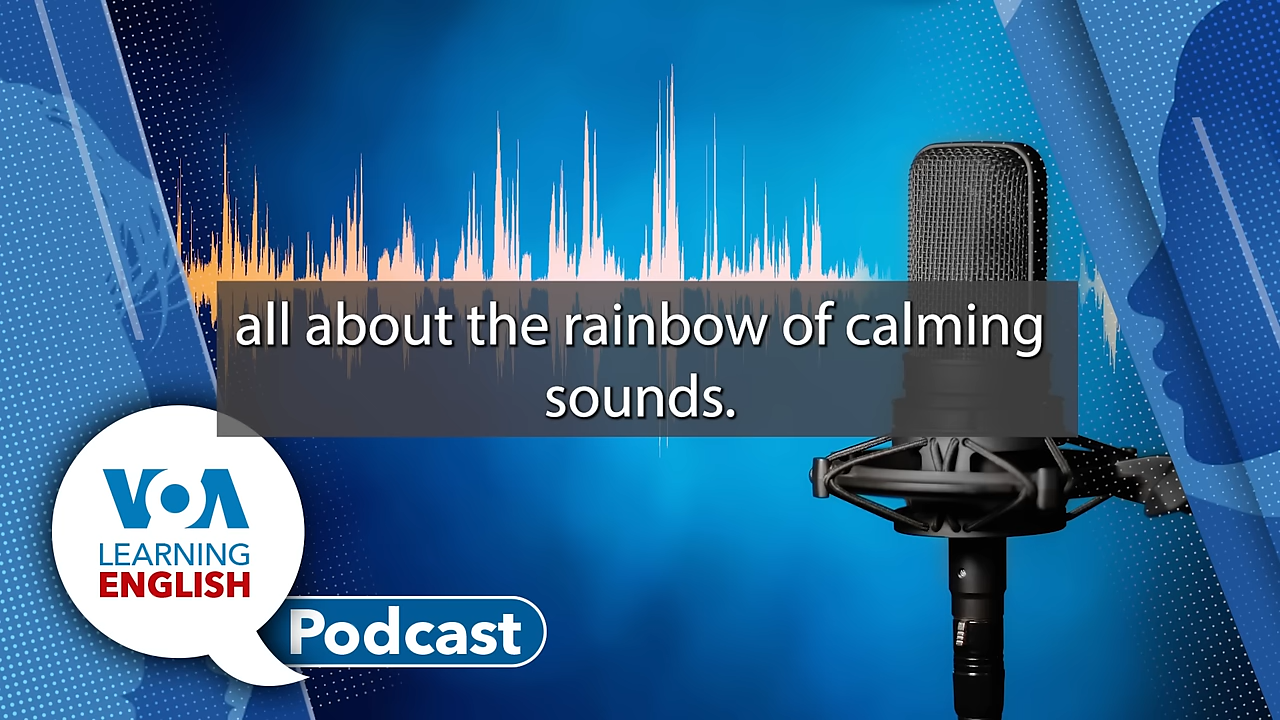 all about the rainbow of calming
sounds.
VOA
LEARNING
ENGLISH
Podcast